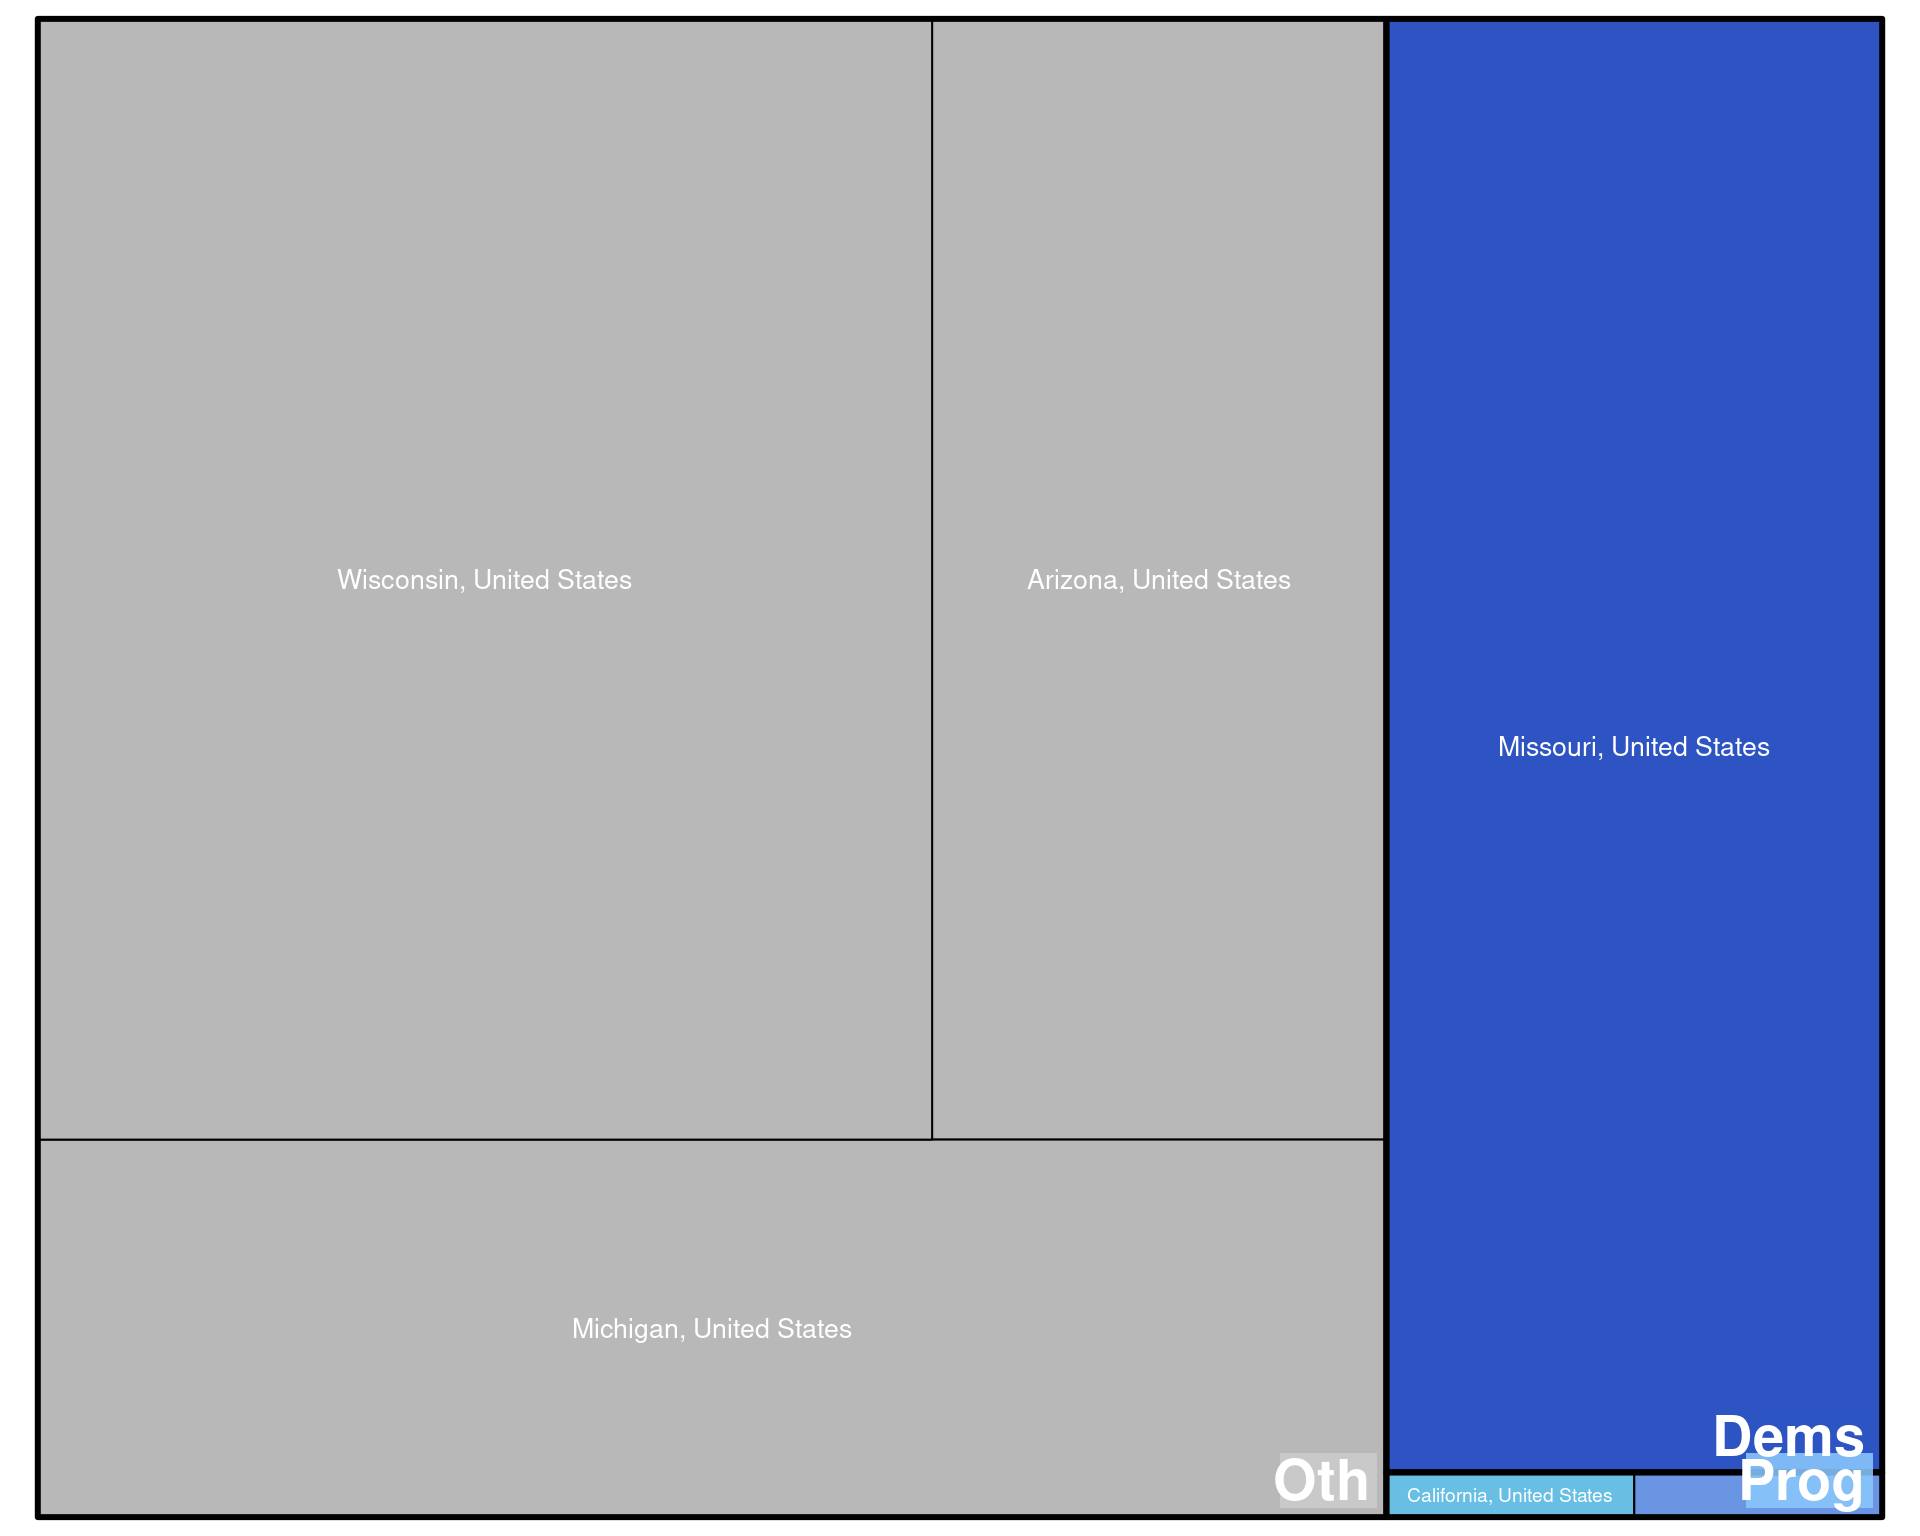 Wisconsin, United States
Arizona, United States
Missouri, United States
Michigan, United States
Dems
Oth
Prog
California, United States